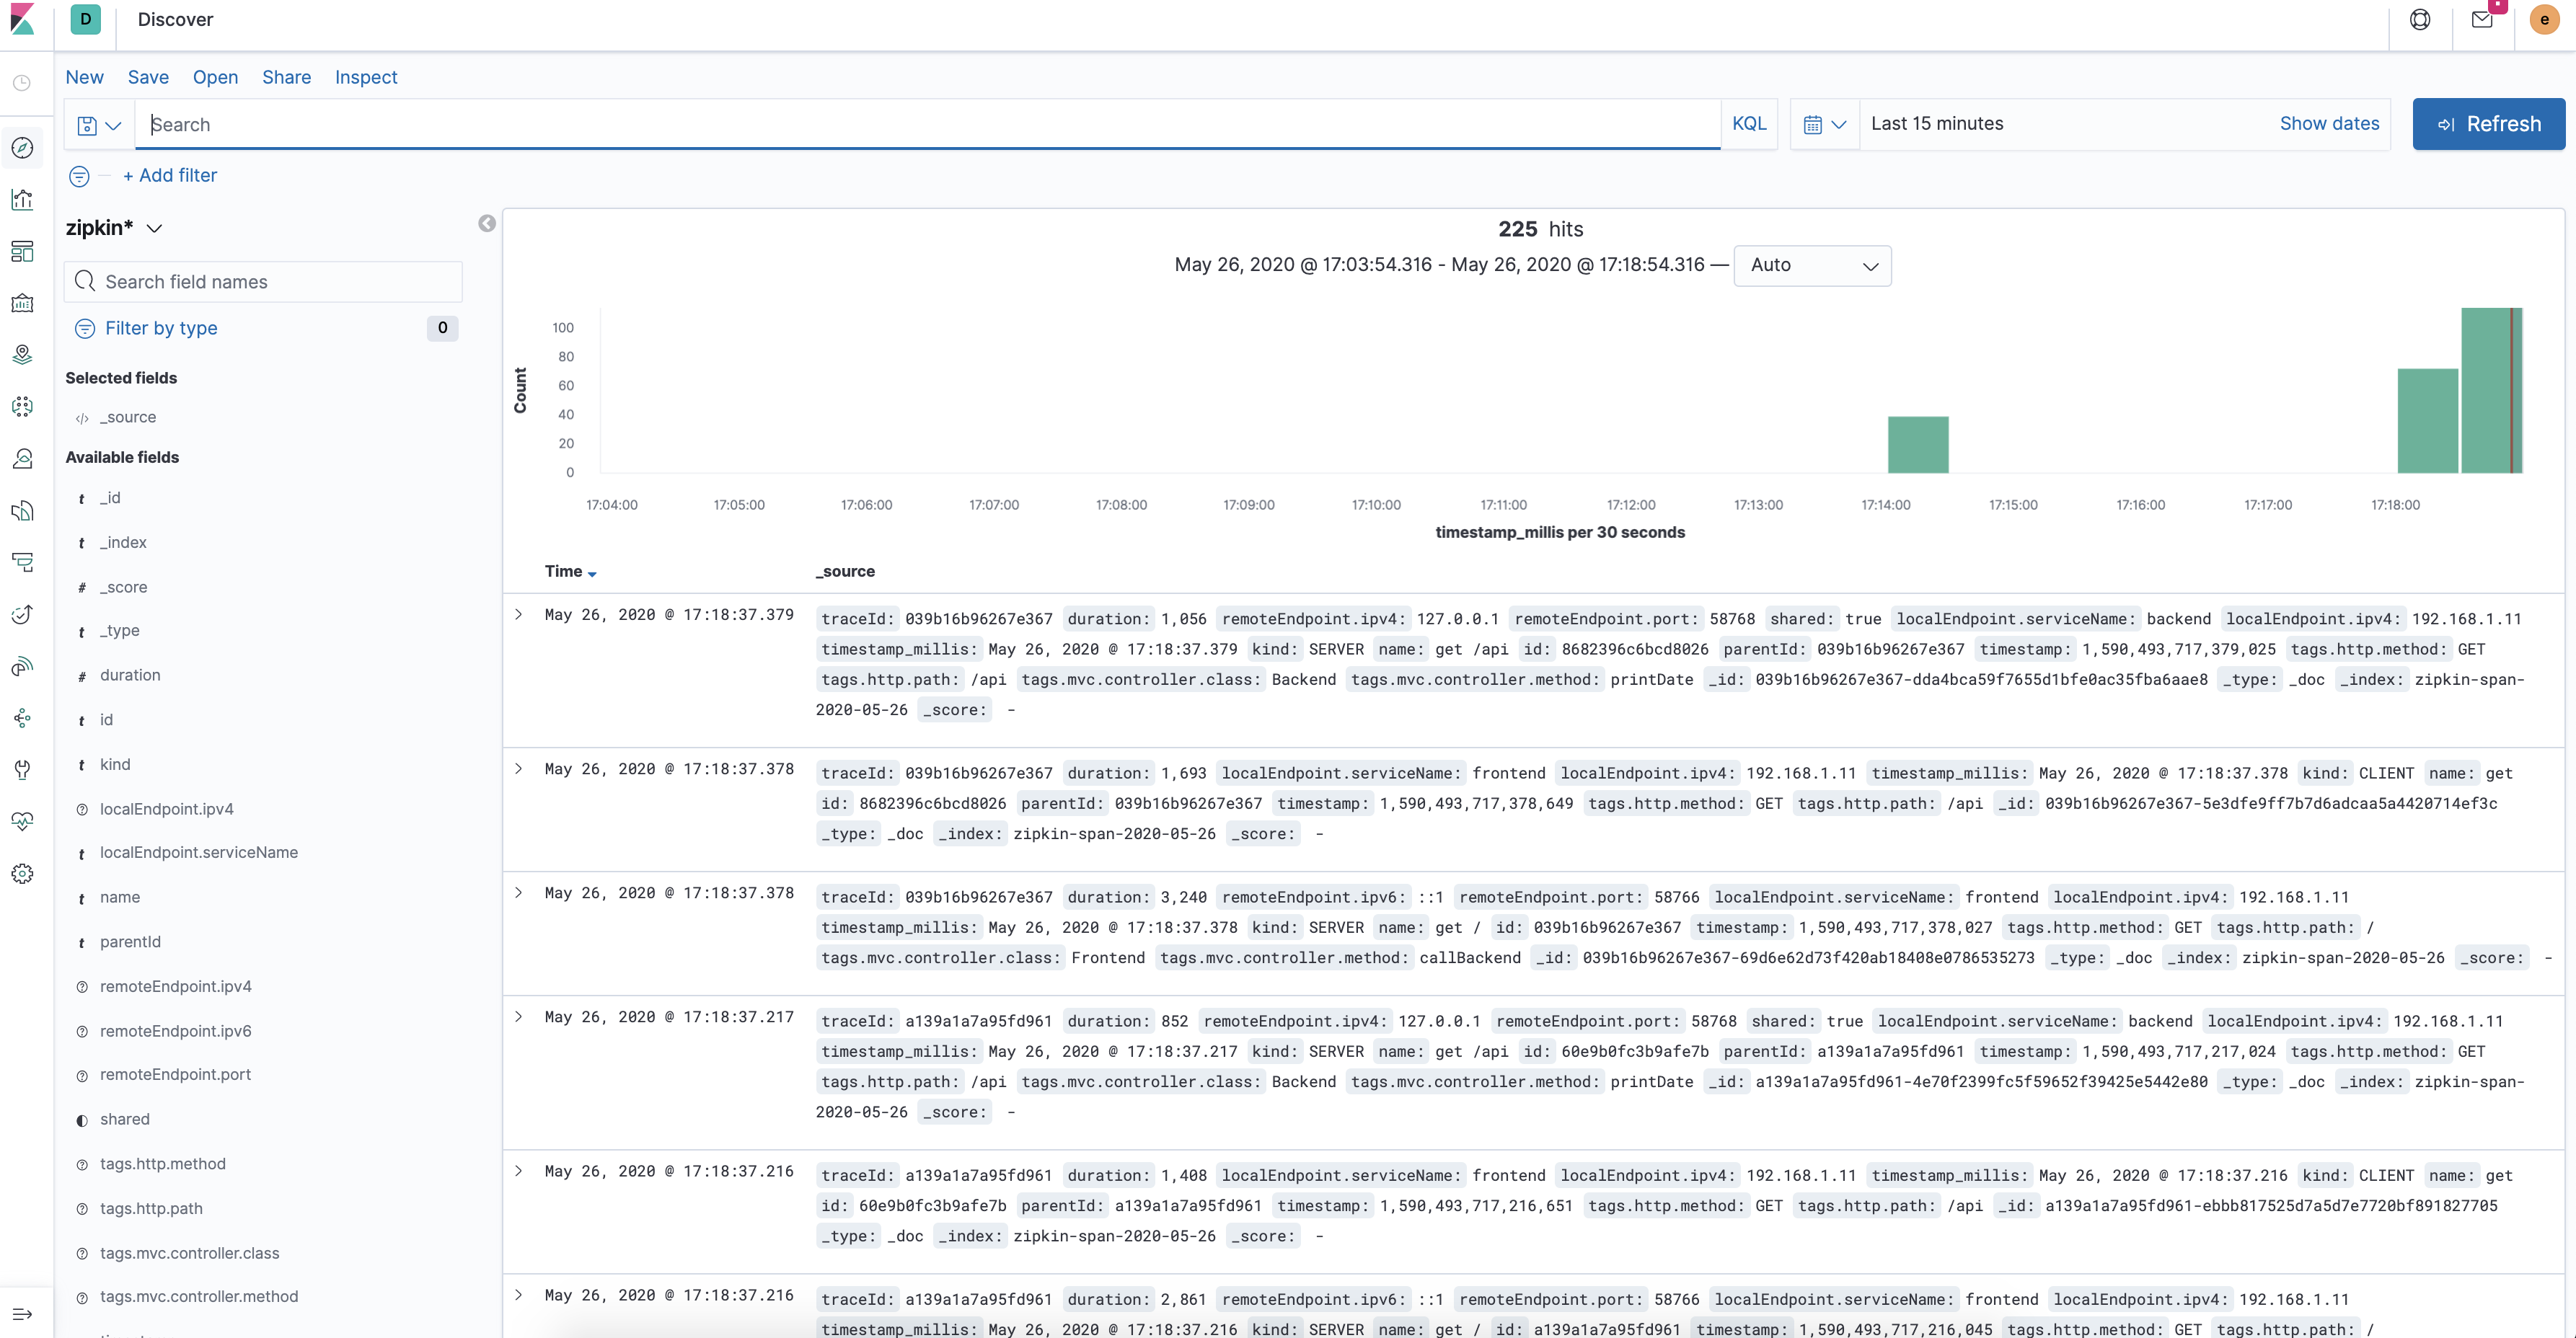 D Discover e
New Save Open Share Inspect
Search KQL Last 15 minutes Show dates Refresh
+ Add filter
zipkin*
Search field names
Filter by type 0
Selected fields
_source
Available fields
_id
_index
_score
_type
duration
id
kind
localEndpoint.ipv4
localEndpoint.serviceName
name
parentId
remoteEndpoint.ipv4
remoteEndpoint.ipv6
remoteEndpoint.port
shared
tags.http.method
tags.http.path
tags.mvc.controller.class
tags.mvc.controller.method
225 hits
May 26, 2020 @ 17:03:54.316 - May 26, 2020 @ 17:18:54.316 — Auto
Count
100
80
60
40
20
0
17:04:00 17:05:00 17:06:00 17:07:00 17:08:00 17:09:00 17:10:00 17:11:00 17:12:00 17:13:00 17:14:00 17:15:00 17:16:00 17:17:00 17:18:00
timestamp_millis per 30 seconds
Time _source
May 26, 2020 @ 17:18:37.379 traceId: 039b16b96267e367 duration: 1,056 remoteEndpoint.ipv4: 127.0.0.1 remoteEndpoint.port: 58768 shared: true localEndpoint.serviceName: backend localEndpoint.ipv4: 192.168.1.11
timestamp_millis: May 26, 2020 @ 17:18:37.379 kind: SERVER name: get /api id: 8682396c6bcd8026 parentId: 039b16b96267e367 timestamp: 1,590,493,717,379,025 tags.http.method: GET
tags.http.path: /api tags.mvc.controller.class: Backend tags.mvc.controller.method: printDate _id: 039b16b96267e367-dda4bca59f7655d1bfe0ac35fba6aae8 _type: _doc _index: zipkin-span-
2020-05-26 _score: -
May 26, 2020 @ 17:18:37.378 traceId: 039b16b96267e367 duration: 1,693 localEndpoint.serviceName: frontend localEndpoint.ipv4: 192.168.1.11 timestamp_millis: May 26, 2020 @ 17:18:37.378 kind: CLIENT name: get
id: 8682396c6bcd8026 parentId: 039b16b96267e367 timestamp: 1,590,493,717,378,649 tags.http.method: GET tags.http.path: /api _id: 039b16b96267e367-5e3dfe9ff7b7d6adcaa5a4420714ef3c
_type: _doc _index: zipkin-span-2020-05-26 _score: -
May 26, 2020 @ 17:18:37.378 traceId: 039b16b96267e367 duration: 3,240 remoteEndpoint.ipv6: ::1 remoteEndpoint.port: 58766 localEndpoint.serviceName: frontend localEndpoint.ipv4: 192.168.1.11
timestamp_millis: May 26, 2020 @ 17:18:37.378 kind: SERVER name: get / id: 039b16b96267e367 timestamp: 1,590,493,717,378,027 tags.http.method: GET tags.http.path: /
tags.mvc.controller.class: Frontend tags.mvc.controller.method: callBackend _id: 039b16b96267e367-69d6e62d73f420ab18408e0786535273 _type: _doc _index: zipkin-span-2020-05-26 _score: -
May 26, 2020 @ 17:18:37.217 traceId: a139a1a7a95fd961 duration: 852 remoteEndpoint.ipv4: 127.0.0.1 remoteEndpoint.port: 58768 shared: true localEndpoint.serviceName: backend localEndpoint.ipv4: 192.168.1.11
timestamp_millis: May 26, 2020 @ 17:18:37.217 kind: SERVER name: get /api id: 60e9b0fc3b9afe7b parentId: a139a1a7a95fd961 timestamp: 1,590,493,717,217,024 tags.http.method: GET
tags.http.path: /api tags.mvc.controller.class: Backend tags.mvc.controller.method: printDate _id: a139a1a7a95fd961-4e70f2399fc5f59652f39425e5442e80 _type: _doc _index: zipkin-span-
2020-05-26 _score: -
May 26, 2020 @ 17:18:37.216 traceId: a139a1a7a95fd961 duration: 1,408 localEndpoint.serviceName: frontend localEndpoint.ipv4: 192.168.1.11 timestamp_millis: May 26, 2020 @ 17:18:37.216 kind: CLIENT name: get
id: 60e9b0fc3b9afe7b parentId: a139a1a7a95fd961 timestamp: 1,590,493,717,216,651 tags.http.method: GET tags.http.path: /api _id: a139a1a7a95fd961-ebbb817525d7a5d7e7720bf891827705
_type: _doc _index: zipkin-span-2020-05-26 _score: -
May 26, 2020 @ 17:18:37.216 traceId: a139a1a7a95fd961 duration: 2,861 remoteEndpoint.ipv6: ::1 remoteEndpoint.port: 58766 localEndpoint.serviceName: frontend localEndpoint.ipv4: 192.168.1.11
timestamp_millis: May 26, 2020 @ 17:18:37.216 kind: SERVER name: get / id: a139a1a7a95fd961 timestamp: 1,590,493,717,216,045 tags.http.method: GET tags.http.path: /